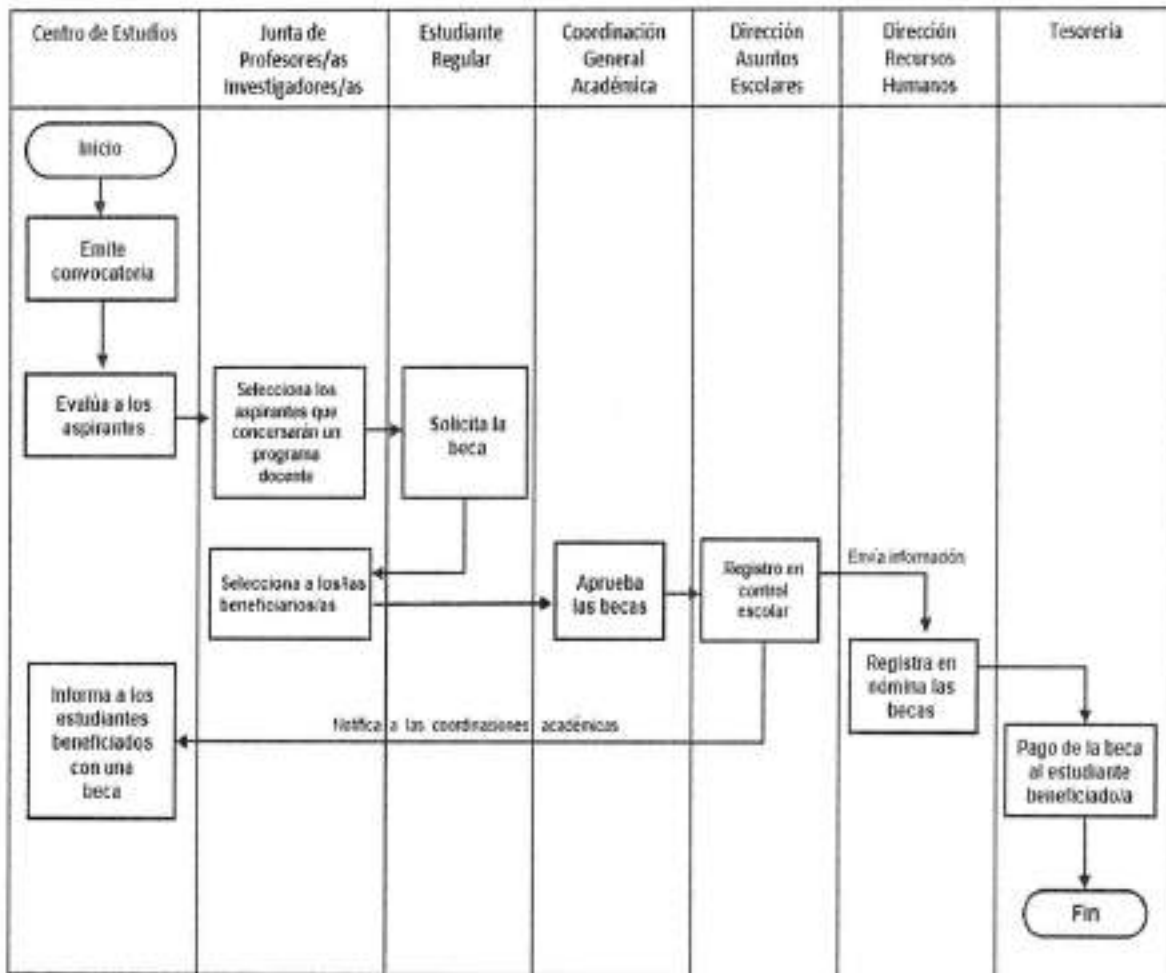 Centro de Estudios
Junta de
Profesores/as
Investigadores/as
Estudiante
Regular
Coordinación
General
Académica
Dirección
Asuntos
Escolares
Dirección
Recursos
Humanos
Tesorería
Inicio
Emite
convocatoria
Evalúa a los
aspirantes
Selecciona los
aspirantes que
concursarán un
programa
docente
Solicita la
beca
Selecciona a los/las
beneficiarios/as
Aprueba
las becas
Registro en
control
escolar
Envía información
Registra en
nómina las
becas
Informa a los
estudiantes
beneficiados
con una
beca
Notifica a las coordinaciones académicas
Pago de la beca
al estudiante
beneficiado/a
Fin